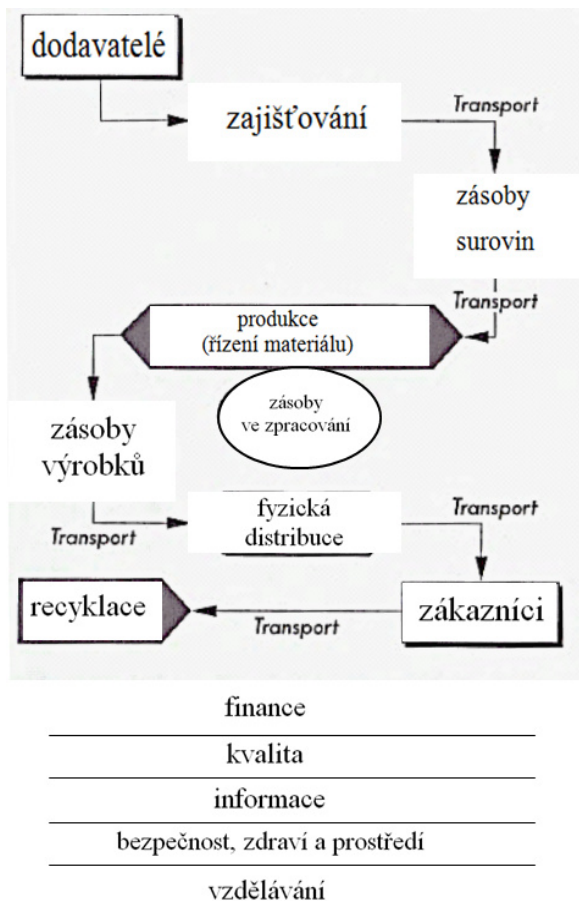 dodavatelé
zajišťování
Transport
zásoby
surovin
Transport
produkce
(řízení materiálu)
zásoby
ve zpracování
zásoby
výrobků
Transport
fyzická
distribuce
Transport
recyklace
Transport
zákazníci
finance
kvalita
informace
bezpečnost, zdraví a prostředí
vzdělávání